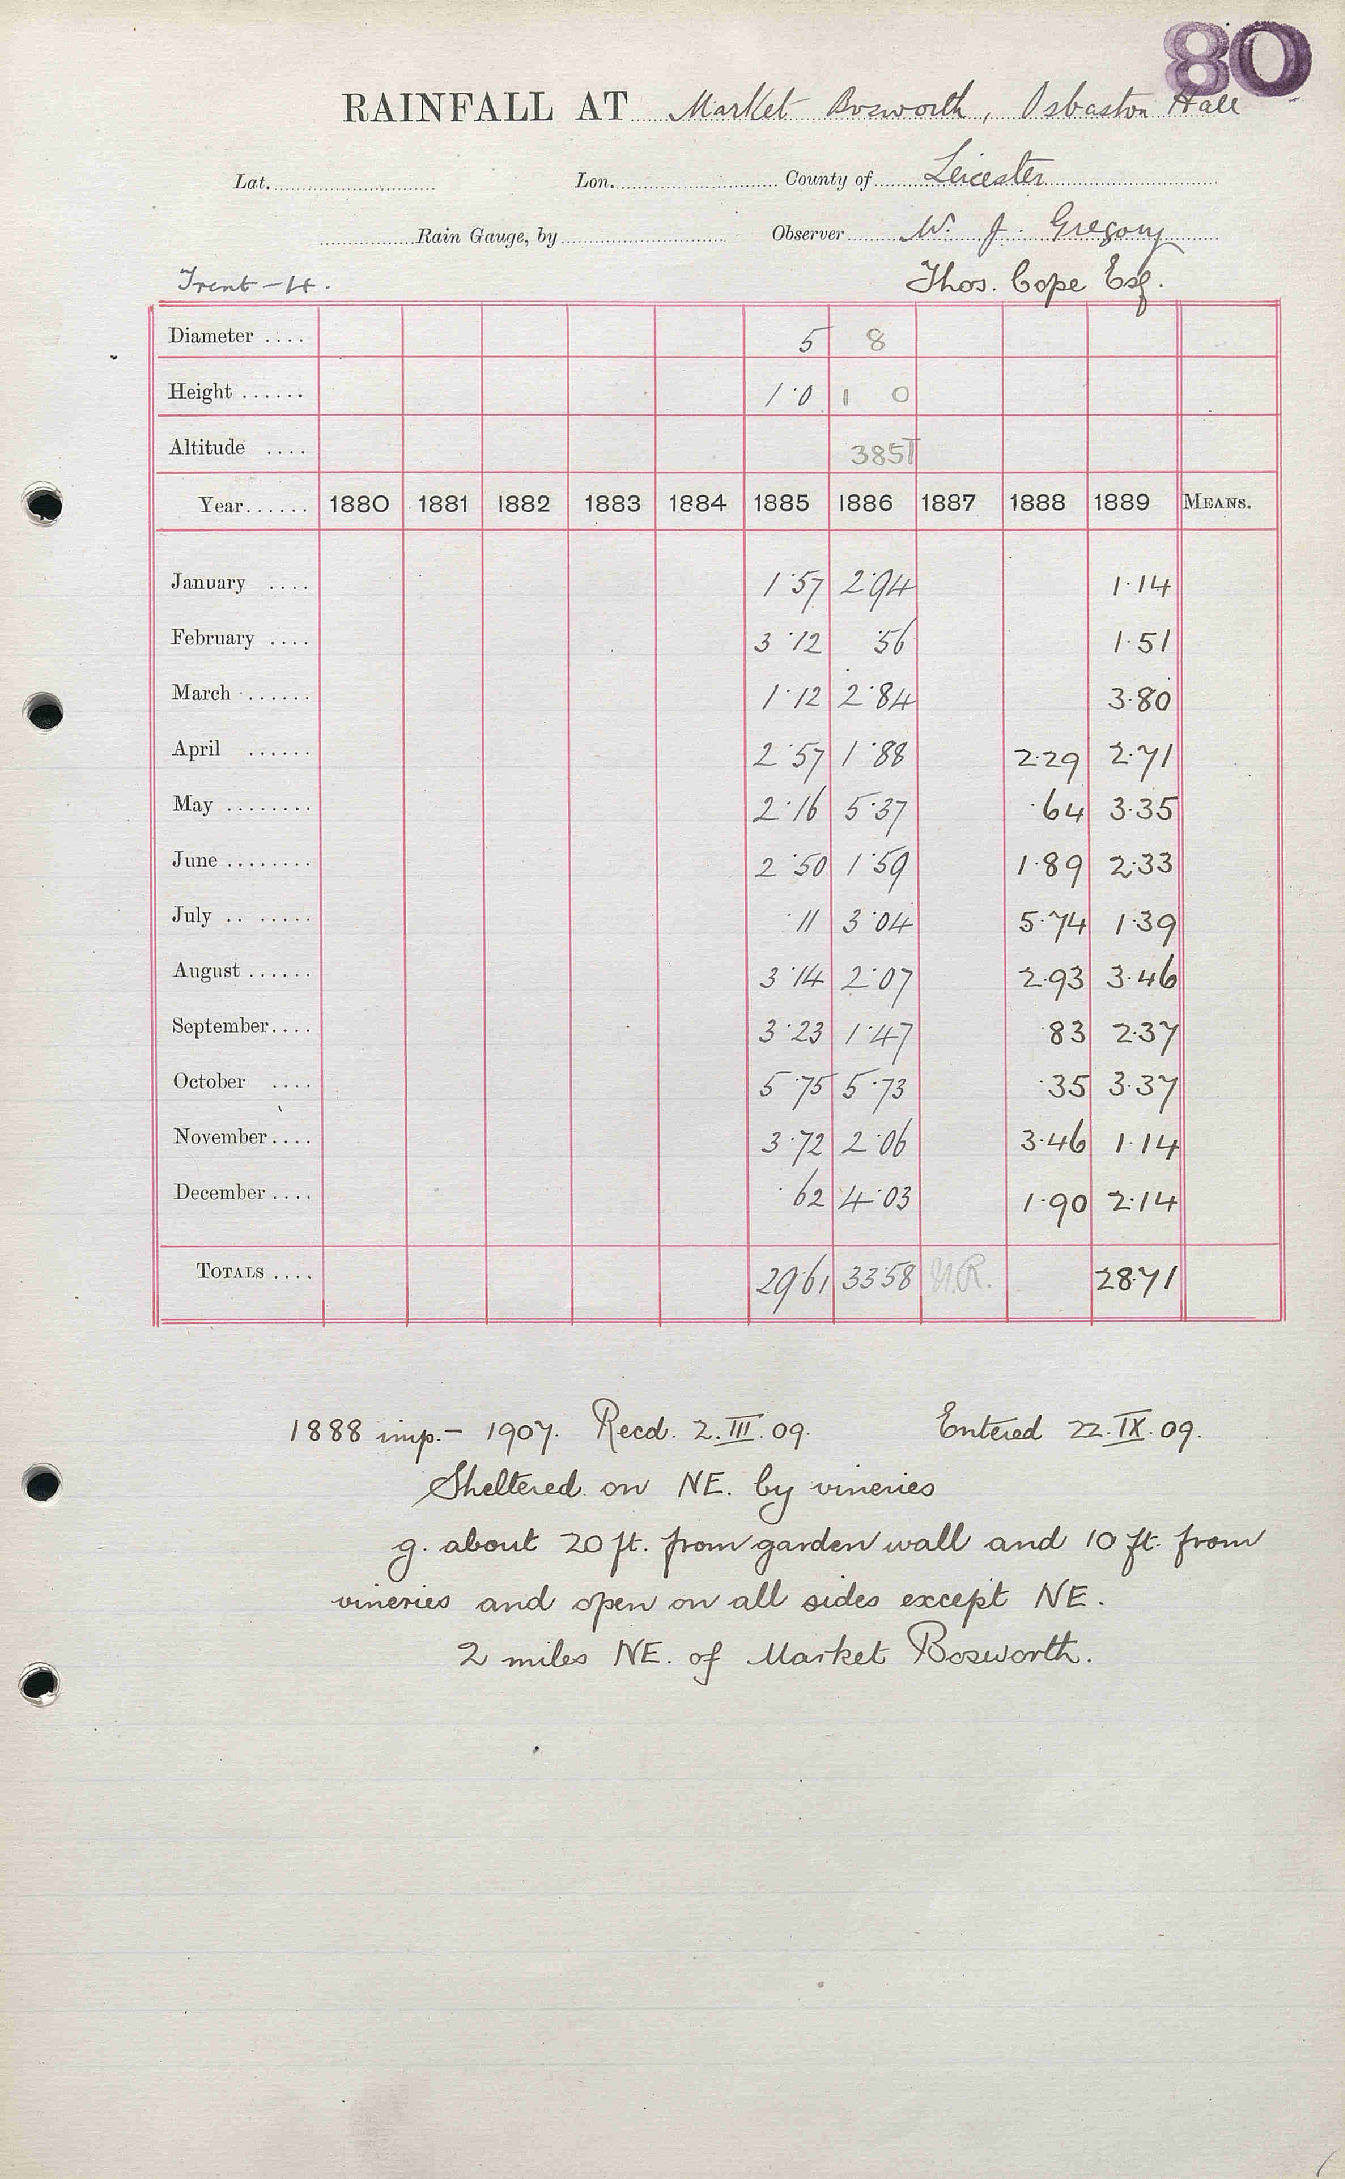 80
RAINFALL AT Market Bosworth, Osbaston Hall
Lat. Lon. County of Leicester
Rain Gauge, by Observer W. J. Gregory
Trent-4. Thos. Cope Esq.
Diameter .... 5 8
Height ...... 1·0 1 0
Altitude .... 385T
Year...... 1880 1881 1882 1883 1884 1885 1886 1887 1888 1889 MEANS.
January .... 1·57 2·94 1·14
February .... 3·12 ·56 1·51
March ...... 1·12 2·84 3·80
April ...... 2·57 1·88 2·29 2·71
May ........ 2·16 5·37 ·64 3·35
June ........ 2·50 1·59 1·89 2·33
July .. ..... ·11 3·04 5·74 1·39
August ...... 3·14 2·07 2·93 3·46
September.... 3·23 1·47 ·83 2·37
October .... 5·75 5·73 ·35 3·37
November.... 3·72 2·06 3·46 1·14
December.... ·62 4·03 1·90 2·14
TOTALS .... 29·61 33·58 N.R. 28·71
1888 imp.- 1907. Recd. 2.III.09. Entered 22.IX.09.
Sheltered on NE. by vineries
g. about 20 ft. from garden wall and 10 ft. from
vineries and open on all sides except NE.
2 miles NE. of Market Bosworth.